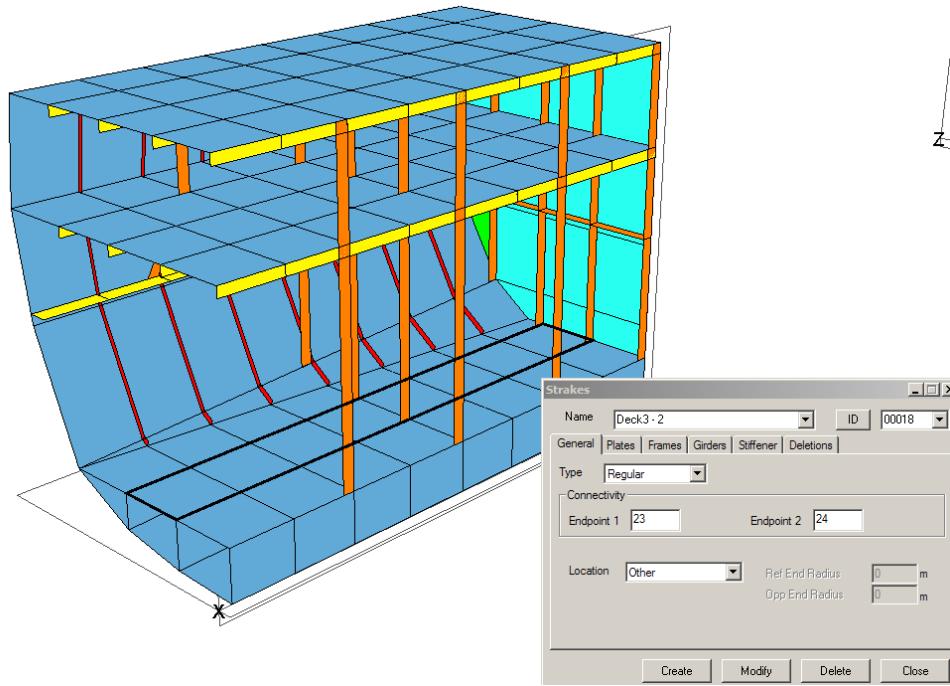 Z
X
Strakes
Name Deck3 - 2 ID 00018
General Plates Frames Girders Stiffener Deletions
Type Regular
Connectivity
Endpoint 1 23 Endpoint 2 24
Location Other Ref End Radius 0 m
Opp End Radius 0 m
Create Modify Delete Close